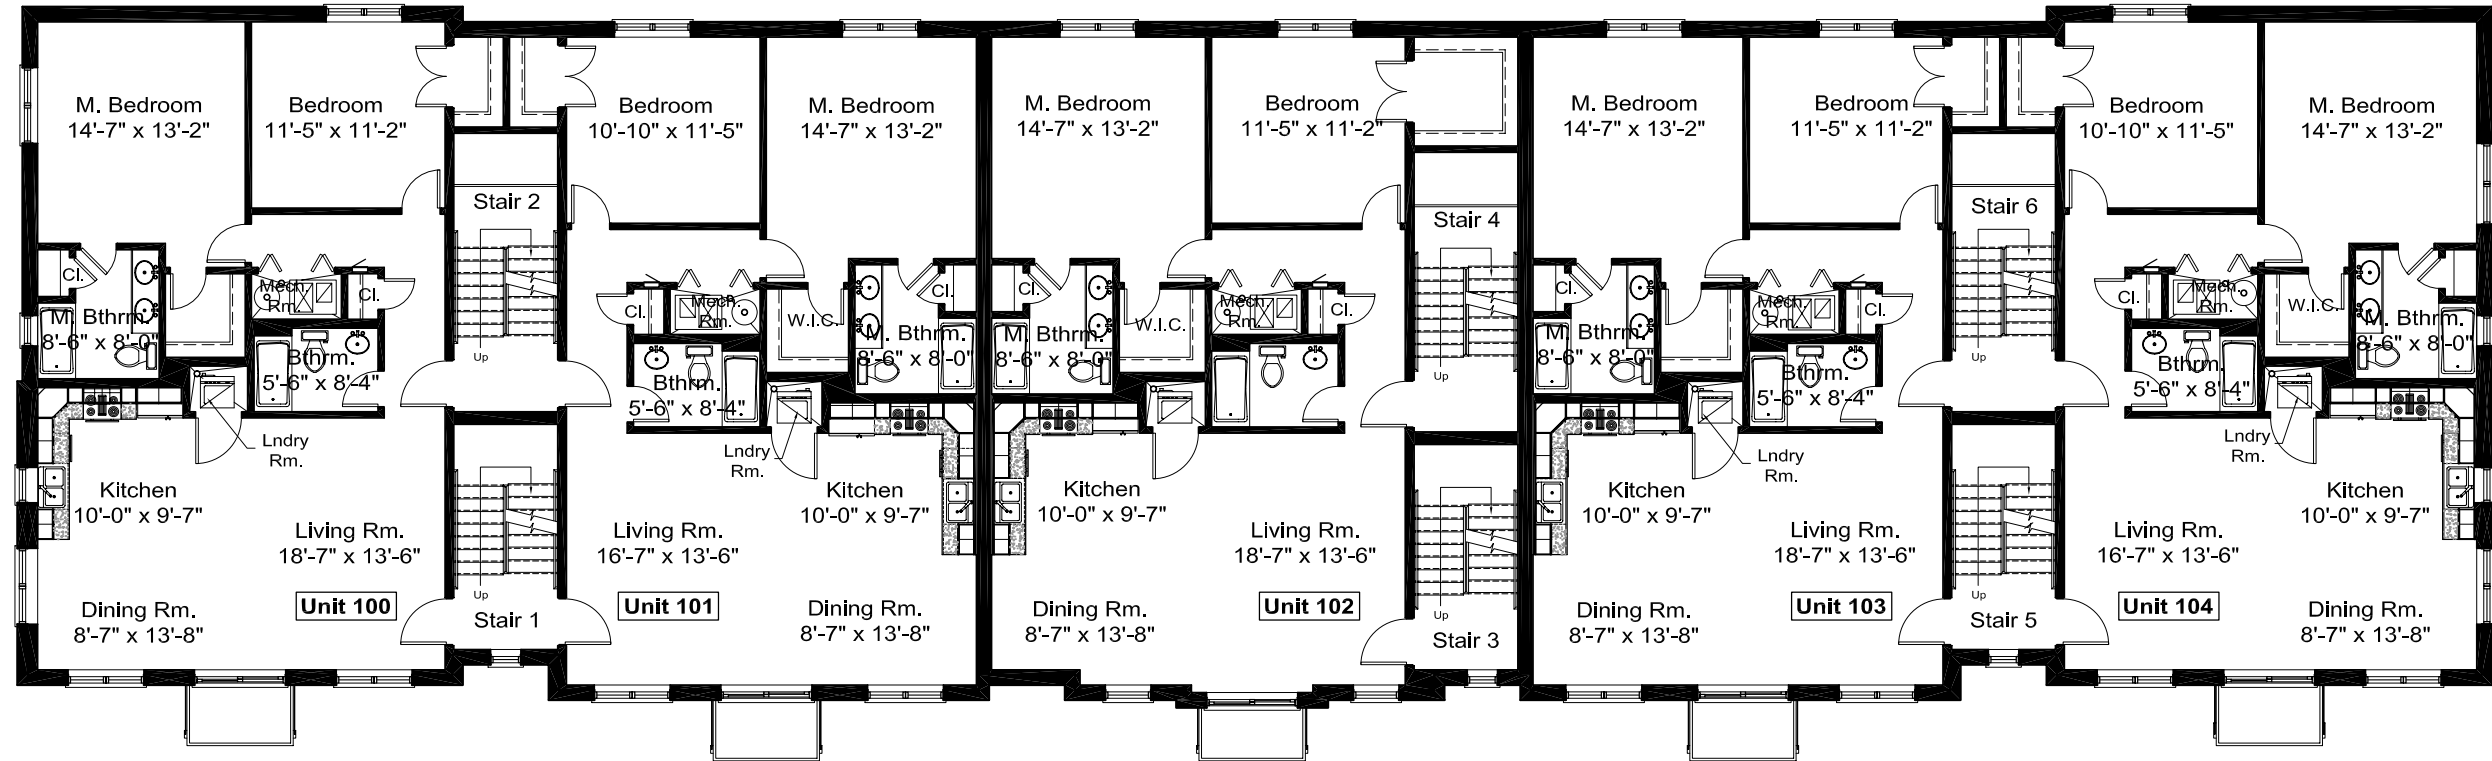 M. Bedroom
14'-7" x 13'-2"
Bedroom
11'-5" x 11'-2"
Stair 2
Up
Cl.
M. Bthrm.
8'-6" x 8'-0"
Mech.
Rm.
Cl.
Bthrm.
5'-6" x 8'-4"
Lndry
Rm.
Kitchen
10'-0" x 9'-7"
Living Rm.
18'-7" x 13'-6"
Dining Rm.
8'-7" x 13'-8"
Unit 100
Up
Stair 1
Bedroom
10'-10" x 11'-5"
M. Bedroom
14'-7" x 13'-2"
Cl.
Mech.
Rm.
W.I.C.
Cl.
M. Bthrm.
8'-6" x 8'-0"
Bthrm.
5'-6" x 8'-4"
Lndry
Rm.
Kitchen
10'-0" x 9'-7"
Living Rm.
16'-7" x 13'-6"
Unit 101
Dining Rm.
8'-7" x 13'-8"
M. Bedroom
14'-7" x 13'-2"
Bedroom
11'-5" x 11'-2"
Stair 4
Up
Cl.
M. Bthrm.
8'-6" x 8'-0"
W.I.C.
Mech.
Rm.
Cl.
Kitchen
10'-0" x 9'-7"
Living Rm.
18'-7" x 13'-6"
Dining Rm.
8'-7" x 13'-8"
Unit 102
Up
Stair 3
M. Bedroom
14'-7" x 13'-2"
Bedroom
11'-5" x 11'-2"
Stair 6
Up
Cl.
M. Bthrm.
8'-6" x 8'-0"
Mech.
Rm.
Cl.
Bthrm.
5'-6" x 8'-4"
Lndry
Rm.
Kitchen
10'-0" x 9'-7"
Living Rm.
18'-7" x 13'-6"
Dining Rm.
8'-7" x 13'-8"
Unit 103
Up
Stair 5
Bedroom
10'-10" x 11'-5"
M. Bedroom
14'-7" x 13'-2"
Cl.
Mech.
Rm.
W.I.C.
M. Bthrm.
8'-6" x 8'-0"
Bthrm.
5'-6" x 8'-4"
Lndry
Rm.
Kitchen
10'-0" x 9'-7"
Living Rm.
16'-7" x 13'-6"
Unit 104
Dining Rm.
8'-7" x 13'-8"